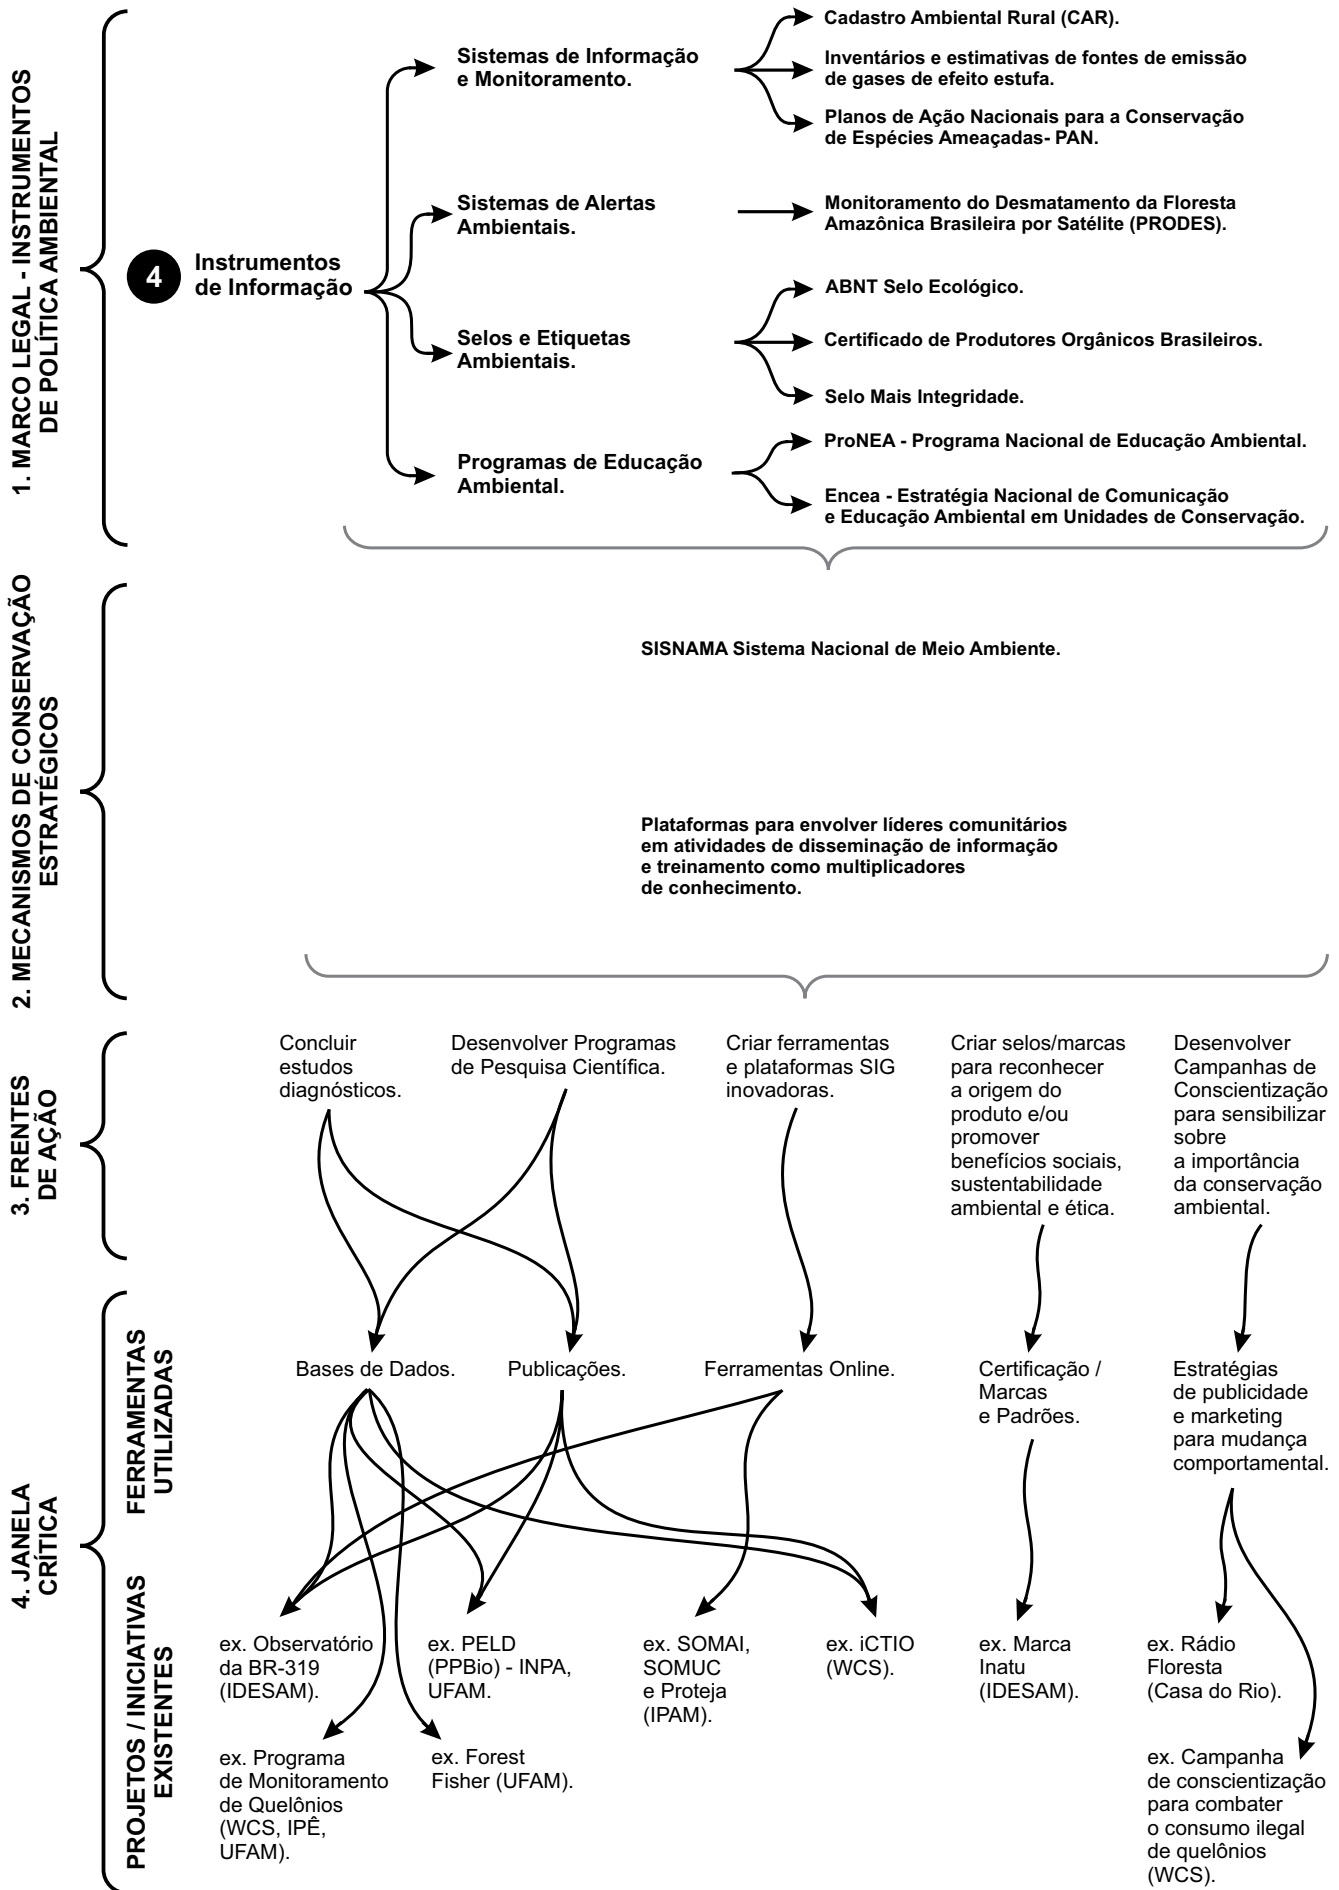 1. MARCO LEGAL - INSTRUMENTOS
DE POLÍTICA AMBIENTAL
4
Instrumentos
de Informação
Sistemas de Informação
e Monitoramento.
Cadastro Ambiental Rural (CAR).
Inventários e estimativas de fontes de emissão
de gases de efeito estufa.
Planos de Ação Nacionais para a Conservação
de Espécies Ameaçadas- PAN.
Sistemas de Alertas
Ambientais.
Monitoramento do Desmatamento da Floresta
Amazônica Brasileira por Satélite (PRODES).
Selos e Etiquetas
Ambientais.
ABNT Selo Ecológico.
Certificado de Produtores Orgânicos Brasileiros.
Selo Mais Integridade.
Programas de Educação
Ambiental.
ProNEA - Programa Nacional de Educação Ambiental.
Encea - Estratégia Nacional de Comunicação
e Educação Ambiental em Unidades de Conservação.
2. MECANISMOS DE CONSERVAÇÃO
ESTRATÉGICOS
SISNAMA Sistema Nacional de Meio Ambiente.
Plataformas para envolver líderes comunitários
em atividades de disseminação de informação
e treinamento como multiplicadores
de conhecimento.
3. FRENTES
DE AÇÃO
Concluir
estudos
diagnósticos.
Desenvolver Programas
de Pesquisa Científica.
Criar ferramentas
e plataformas SIG
inovadoras.
Criar selos/marcas
para reconhecer
a origem do
produto e/ou
promover
benefícios sociais,
sustentabilidade
ambiental e ética.
Desenvolver
Campanhas de
Conscientização
para sensibilizar
sobre
a importância
da conservação
ambiental.
4. JANELA
CRÍTICA
FERRAMENTAS
UTILIZADAS
Bases de Dados.
Publicações.
Ferramentas Online.
Certificação /
Marcas
e Padrões.
Estratégias
de publicidade
e marketing
para mudança
comportamental.
PROJETOS / INICIATIVAS
EXISTENTES
ex. Observatório
da BR-319
(IDESAM).
ex. PELD
(PPBio) - INPA,
UFAM.
ex. SOMAI,
SOMUC
e Proteja
(IPAM).
ex. iCTIO
(WCS).
ex. Marca
Inatu
(IDESAM).
ex. Rádio
Floresta
(Casa do Rio).
ex. Programa
de Monitoramento
de Quelônios
(WCS, IPÊ,
UFAM).
ex. Forest
Fisher (UFAM).
ex. Campanha
de conscientização
para combater
o consumo ilegal
de quelônios
(WCS).